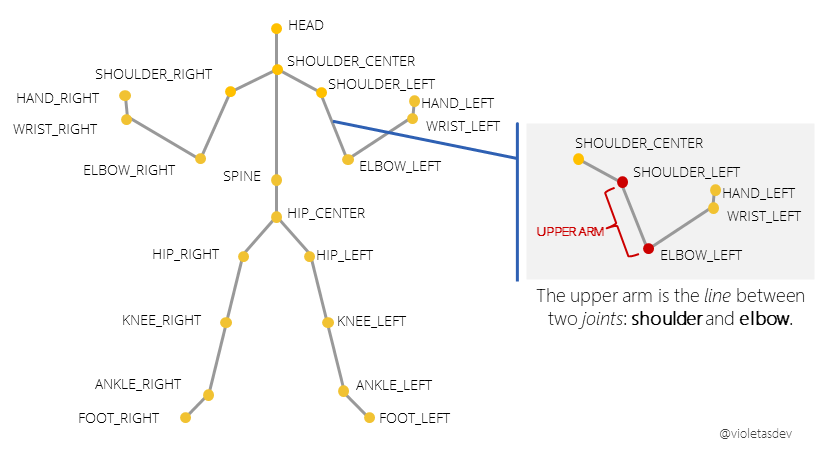 HEAD
SHOULDER_CENTER
SHOULDER_RIGHT
SHOULDER_LEFT
HAND_RIGHT
HAND_LEFT
WRIST_RIGHT
WRIST_LEFT
ELBOW_RIGHT
ELBOW_LEFT
SPINE
HIP_CENTER
HIP_RIGHT
HIP_LEFT
KNEE_RIGHT
KNEE_LEFT
ANKLE_RIGHT
ANKLE_LEFT
FOOT_RIGHT
FOOT_LEFT
SHOULDER_CENTER
SHOULDER_LEFT
HAND_LEFT
WRIST_LEFT
UPPER ARM
ELBOW_LEFT
The upper arm is the line between
two joints: shoulder and elbow.
@violetasdev